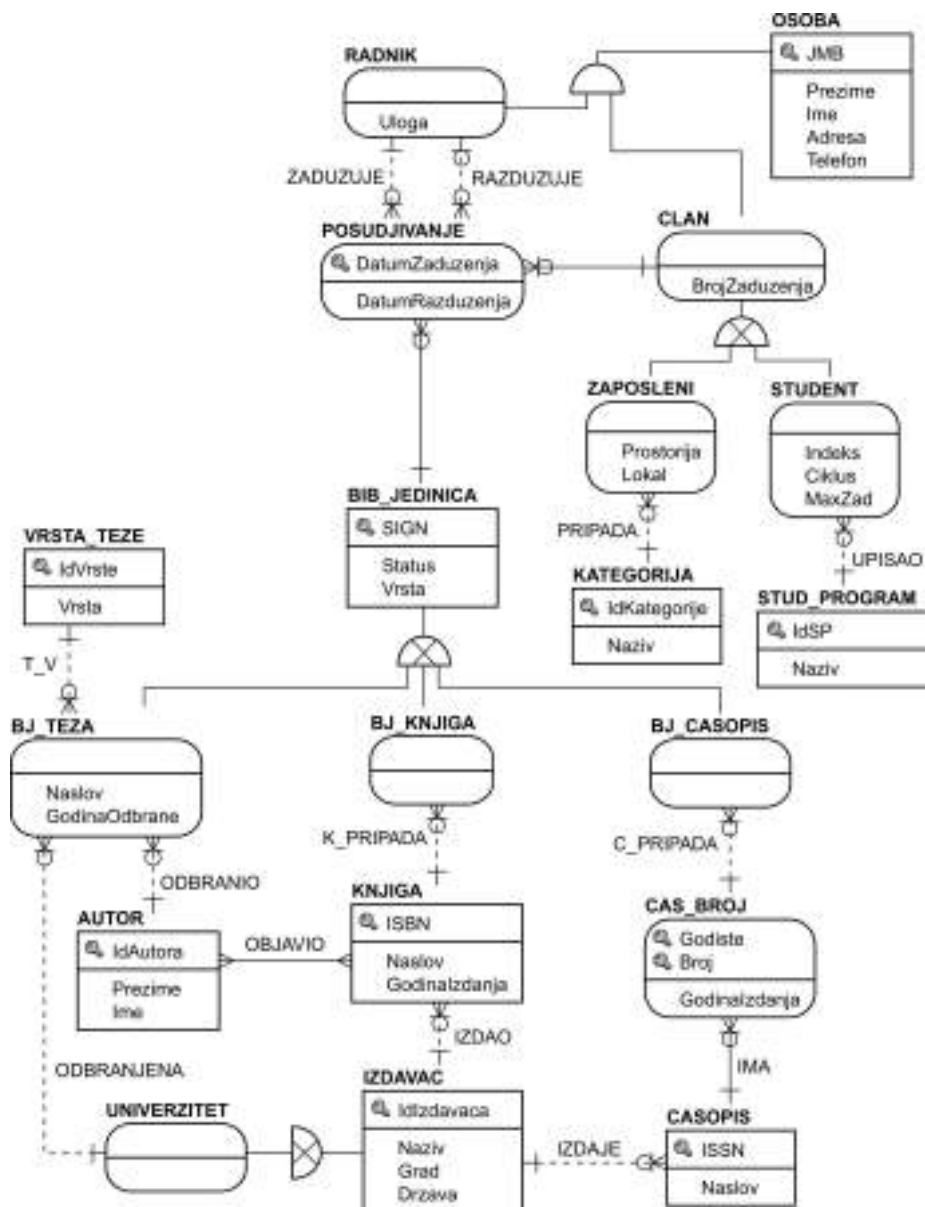 OSOBA
JMB
Prezime
Ime
Adresa
Telefon
RADNIK
Uloga
ZADUZUJE
RAZDUZUJE
POSUDJIVANJE
DatumZaduzenja
DatumRazduzenja
CLAN
BrojZaduzenja
ZAPOSLENI
Prostorija
Lokal
STUDENT
Indeks
Ciklus
MaxZad
PRIPADA
UPISAO
KATEGORIJA
IdKategorije
Naziv
STUD_PROGRAM
IdSP
Naziv
BIB_JEDINICA
SIGN
Status
Vrsta
VRSTA_TEZE
IdVrste
Vrsta
T_V
BJ_TEZA
Naslov
GodinaOdbrane
BJ_KNJIGA
BJ_CASOPIS
K_PRIPADA
C_PRIPADA
ODBRANIO
AUTOR
IdAutora
Prezime
Ime
OBJAVIO
KNJIGA
ISBN
Naslov
GodinaIzdanja
CAS_BROJ
Godiste
Broj
GodinaIzdanja
IZDAO
IMA
ODBRANJENA
UNIVERZITET
IZDAVAC
IdIzdavaca
Naziv
Grad
Drzava
IZDAJE
CASOPIS
ISSN
Naslov